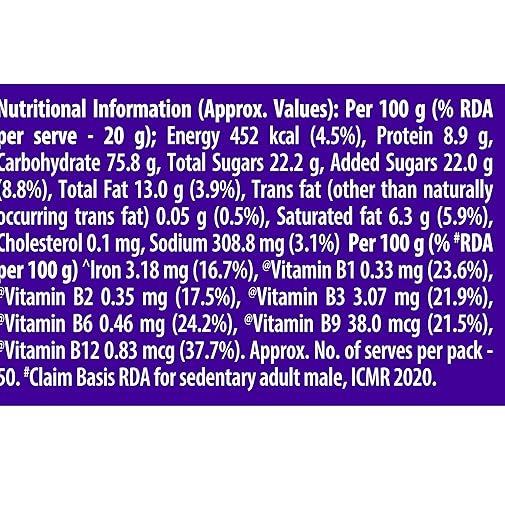 Nutritional Information (Approx. Values): Per 100 g (% RDA
per serve - 20 g); Energy 452 kcal (4.5%), Protein 8.9 g,
Carbohydrate 75.8 g, Total Sugars 22.2 g, Added Sugars 22.0 g
(8.8%), Total Fat 13.0 g (3.9%), Trans fat (other than naturally
occurring trans fat) 0.05 g (0.5%), Saturated fat 6.3 g (5.9%),
Cholesterol 0.1 mg, Sodium 308.8 mg (3.1%) Per 100 g (% #RDA
per 100 g) ^Iron 3.18 mg (16.7%), @Vitamin B1 0.33 mg (23.6%),
@Vitamin B2 0.35 mg (17.5%), @Vitamin B3 3.07 mg (21.9%),
@Vitamin B6 0.46 mg (24.2%), @Vitamin B9 38.0 mcg (21.5%),
@Vitamin B12 0.83 mcg (37.7%). Approx. No. of serves per pack -
50. #Claim Basis RDA for sedentary adult male, ICMR 2020.